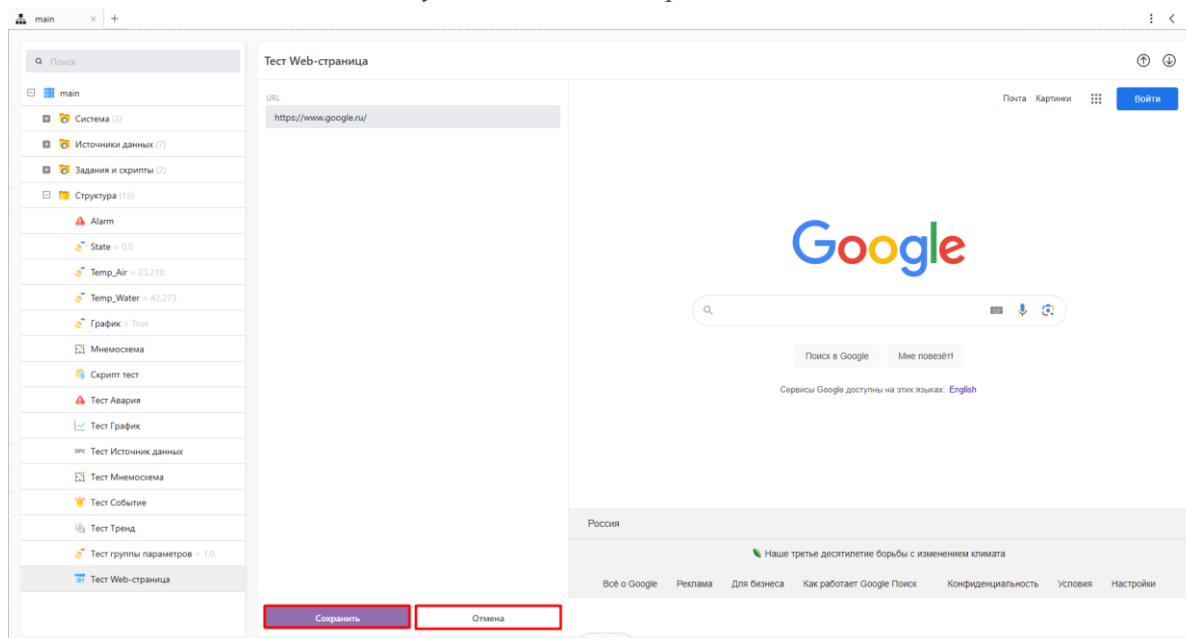 main × +
Поиск
main
Система (2)
Источники данных (7)
Задания и скрипты (2)
Структура (15)
Alarm
State = 0,0
Temp_Air = 23,218
Temp_Water = 42,273
График = True
Мнемосхема
Скрипт тест
Тест Авария
Тест График
OPC Тест Источник данных
Тест Мнемосхема
Тест Событие
Тест Тренд
Тест группы параметров = 1,0
Тест Web-страница
Тест Web-страница
URL
https://www.google.ru/
Сохранить Отмена
Почта Картинки Войти
Google
Поиск в Google Мне повезёт!
Сервисы Google доступны на этих языках: English
Россия
Наше третье десятилетие борьбы с изменением климата
Всё о Google Реклама Для бизнеса Как работает Google Поиск Конфиденциальность Условия Настройки